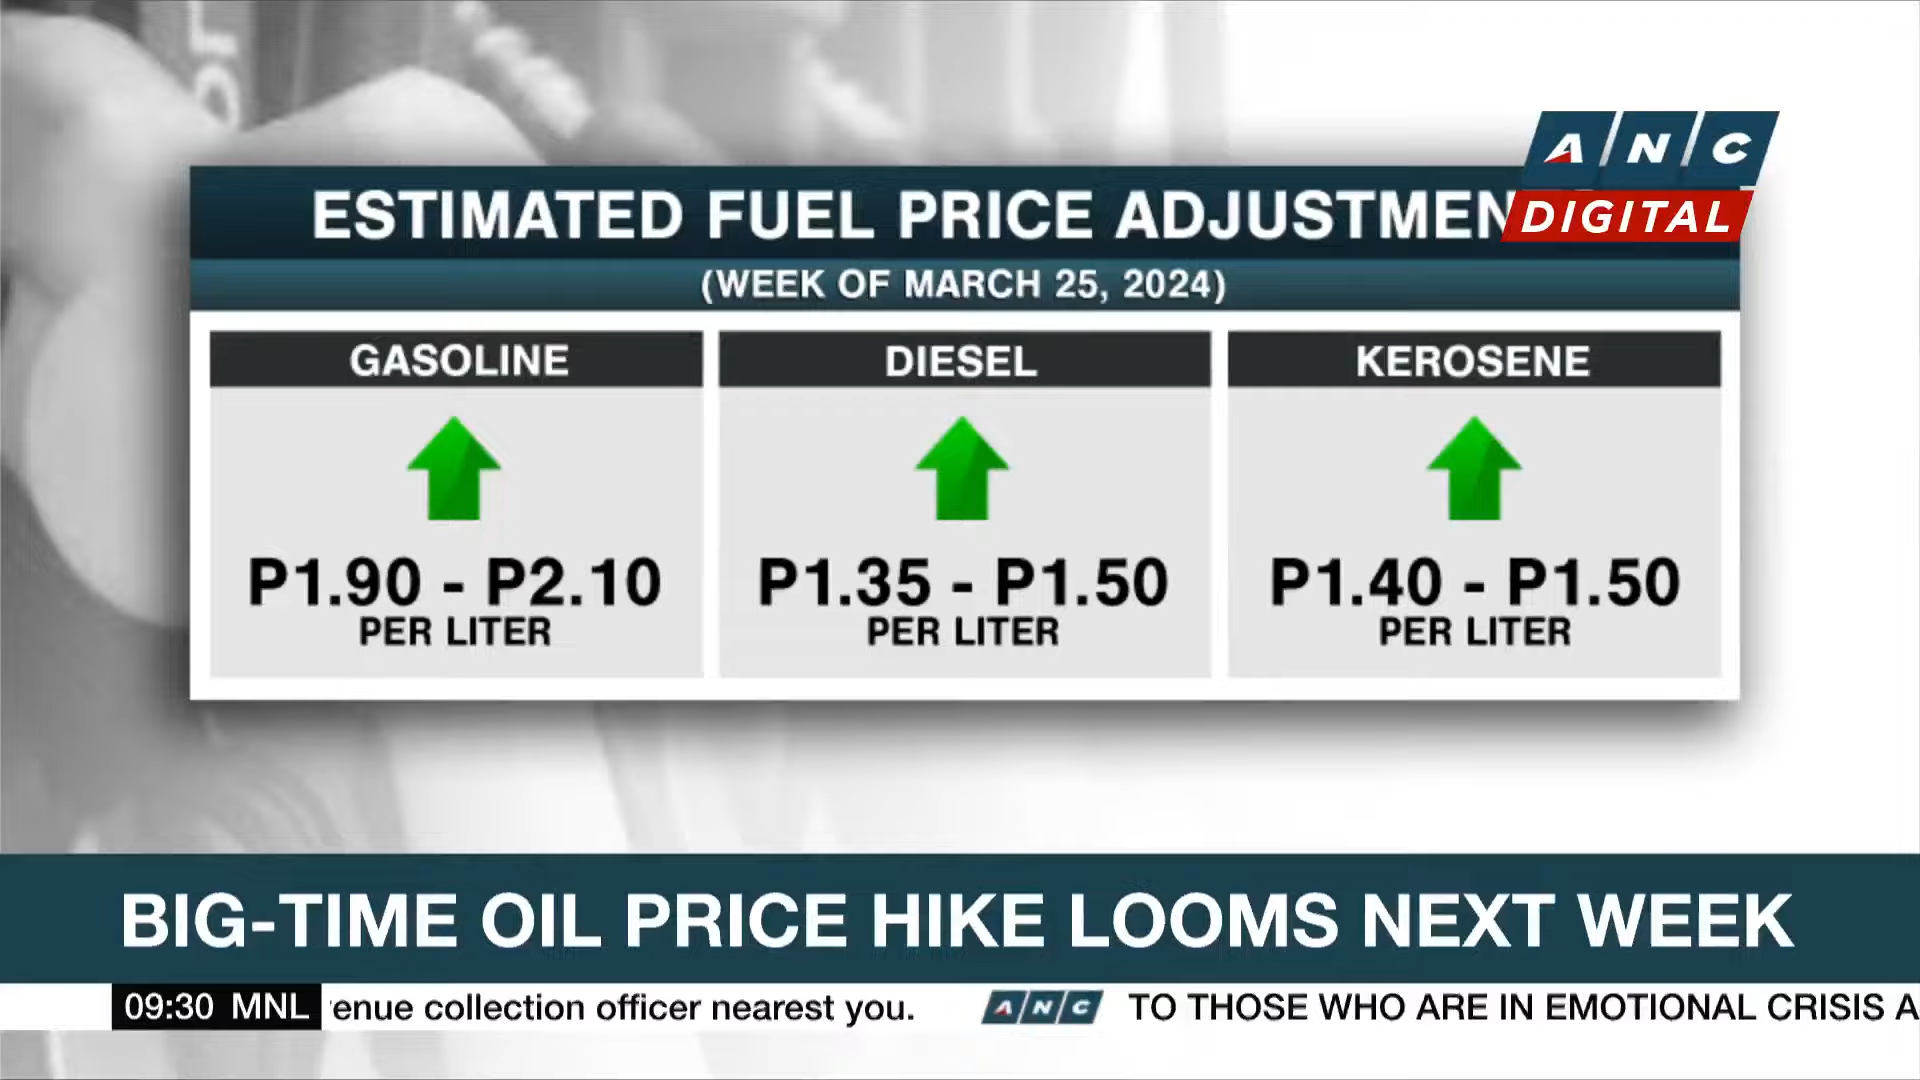 ANC
DIGITAL
ESTIMATED FUEL PRICE
(WEEK OF MARCH 25, 2024)
GASOLINE
P1.90 - P2.10
PER LITER
DIESEL
P1.35 - P1.50
PER LITER
KEROSENE
P1.40 - P1.50
PER LITER
BIG-TIME OIL PRICE HIKE LOOMS NEXT WEEK
09:30 MNL
enue collection officer nearest you. ANC TO THOSE WHO ARE IN EMOTIONAL CRISIS A